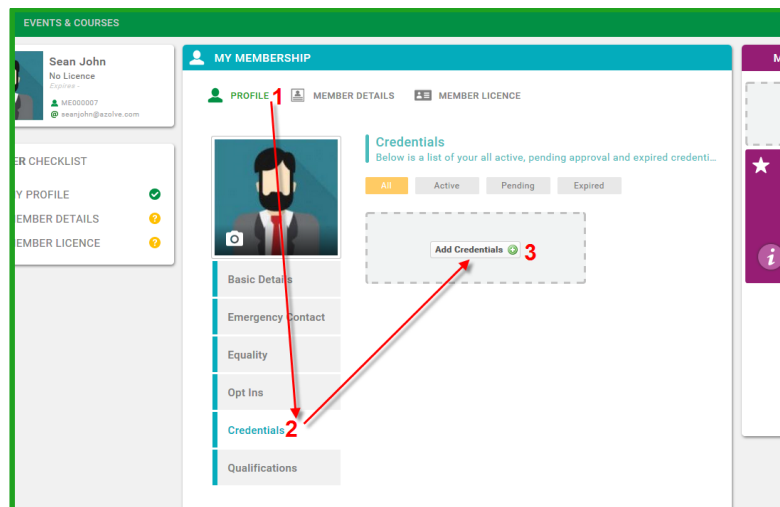 EVENTS & COURSES
Sean John
No Licence
Expires -
ME000007
@ seanjohn@azolve.com
ER CHECKLIST
Y PROFILE
EMBER DETAILS
EMBER LICENCE
MY MEMBERSHIP
PROFILE 1 MEMBER DETAILS MEMBER LICENCE
Credentials
Below is a list of your all active, pending approval and expired credenti...
All Active Pending Expired
Add Credentials 3
Basic Details
Emergency Contact
Equality
Opt Ins
Credentials 2
Qualifications
M
i